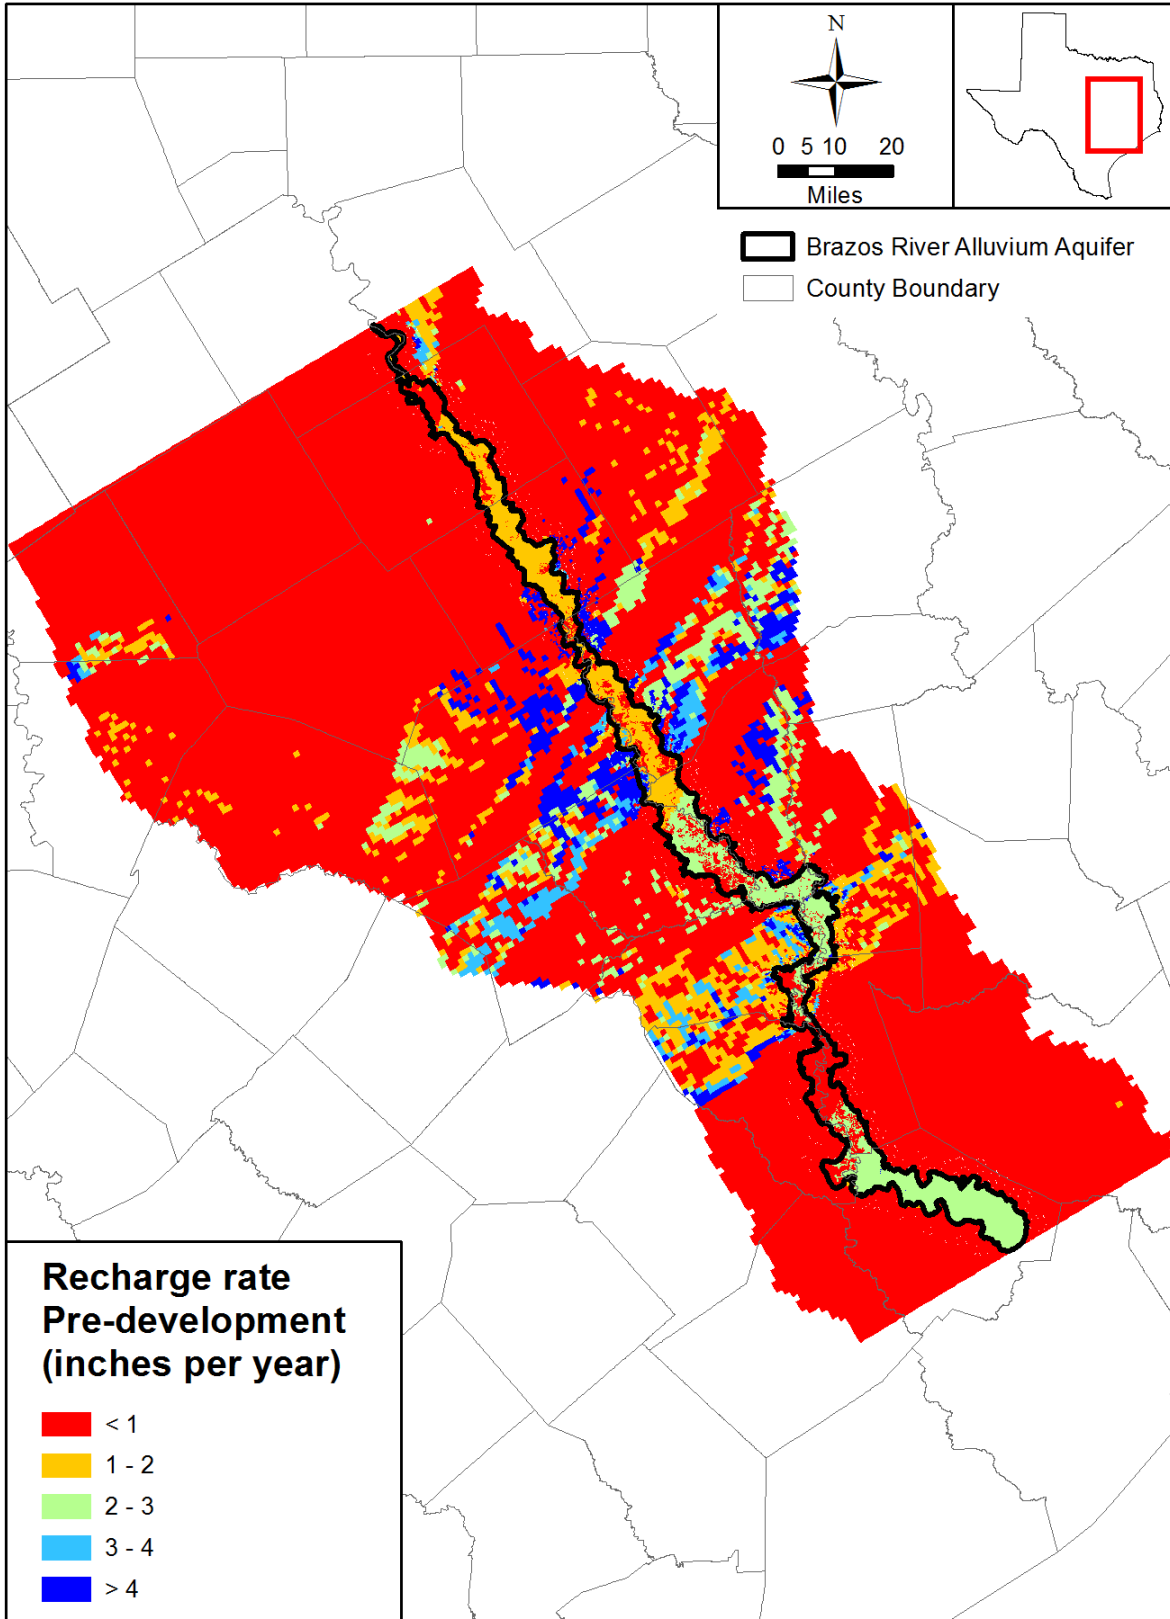 N
0 5 10 20
Miles
Brazos River Alluvium Aquifer
County Boundary
Recharge rate
Pre-development
(inches per year)
< 1
1 - 2
2 - 3
3 - 4
> 4